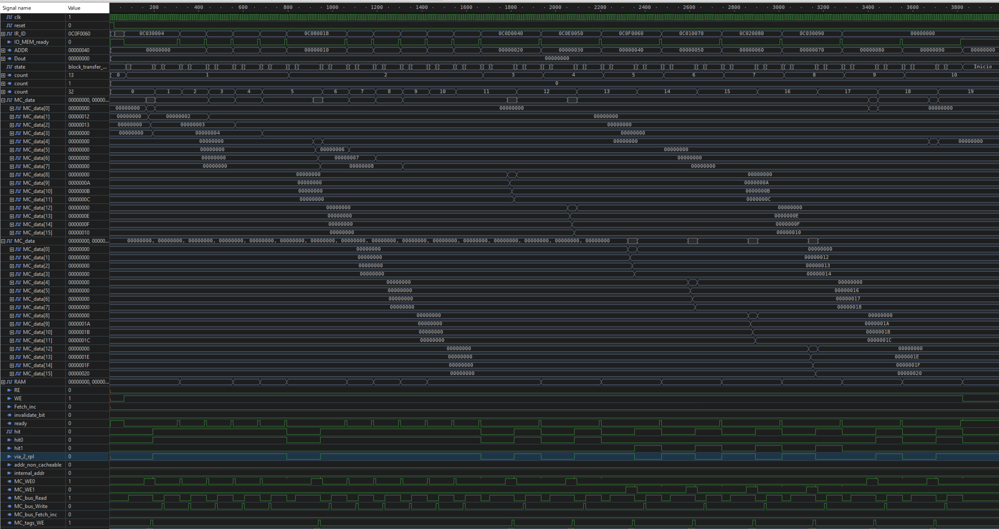 Signal name Value 200 400 600 800 1000 1200 1400 1600 1800 2000 2200 2400 2600 2800 3000 3200 3400 3600 3800
clk 1
reset 0
IR_ID 0C0F0060 0C030004 0C080018 0C0D0040 0C0E0050 0C0F0060 0C010070 0C020080 0C030090 00000000
IO_MEM_ready 0
ADDR 00000040 00000000 00000010 00000020 00000030 00000040 00000050 00000060 00000070 00000080 00000090 00000000
Dout 00000000 00000000
state block_transfer_... Inicio
count 13 0 1 2 3 4 5 6 7 8 9 10
count 1 0
count 32 0 1 2 3 4 5 6 7 8 9 10 11 12 13 14 15 16 17 18 19
MC_data 00000000, 00000...
MC_data[0] 00000000 00000000 00000000 00000000
MC_data[1] 00000012 00000000 00000002 00000000
MC_data[2] 00000013 00000000 00000003 00000000
MC_data[3] 00000000 00000000 00000004 00000000
MC_data[4] 00000000 00000000 00000000 00000000
MC_data[5] 00000000 00000000 00000006 00000000
MC_data[6] 00000000 00000000 00000007 00000000
MC_data[7] 00000000 00000000 00000008 00000000
MC_data[8] 00000000 00000000 00000000
MC_data[9] 0000000A 00000000 0000000A
MC_data[10] 0000000B 00000000 0000000B
MC_data[11] 0000000C 00000000 0000000C
MC_data[12] 00000000 00000000 00000000
MC_data[13] 0000000E 00000000 0000000E
MC_data[14] 0000000F 00000000 0000000F
MC_data[15] 00000010 00000000 00000010
MC_data 00000000, 00000... 00000000, 00000000, 00000000, 00000000, 00000000, 00000000, 00000000, 00000000, 00000000, 00000000, 00000000, 00000000, 00000000, 00000000, 00000000, 00000000
MC_data[0] 00000000 00000000 00000000
MC_data[1] 00000000 00000000 00000012
MC_data[2] 00000000 00000000 00000013
MC_data[3] 00000000 00000000 00000014
MC_data[4] 00000000 00000000 00000000
MC_data[5] 00000000 00000000 00000016
MC_data[6] 00000000 00000000 00000017
MC_data[7] 00000000 00000000 00000018
MC_data[8] 00000000 00000000 00000000
MC_data[9] 0000001A 00000000 0000001A
MC_data[10] 0000001B 00000000 0000001B
MC_data[11] 0000001C 00000000 0000001C
MC_data[12] 00000000 00000000 00000000
MC_data[13] 0000001E 00000000 0000001E
MC_data[14] 0000001F 00000000 0000001F
MC_data[15] 00000020 00000000 00000020
RAM 00000000, 00000...
RE 0
WE 1
Fetch_inc 0
invalidate_bit 0
ready 0
hit 0
hit0 0
hit1 0
via_2_rpl 0
addr_non_cacheable 0
internal_addr 0
MC_WE0 1
MC_WE1 0
MC_bus_Read 1
MC_bus_Write 0
MC_bus_Fetch_inc 0
MC_tags_WE 1